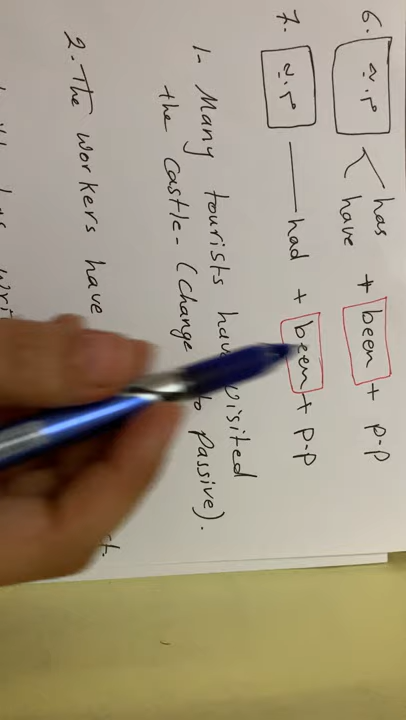 6. م.ن has have + been + p.p
7. م.ن had + been + p.p
1- Many tourists have visited
the castle. (change to passive).
2. The workers have